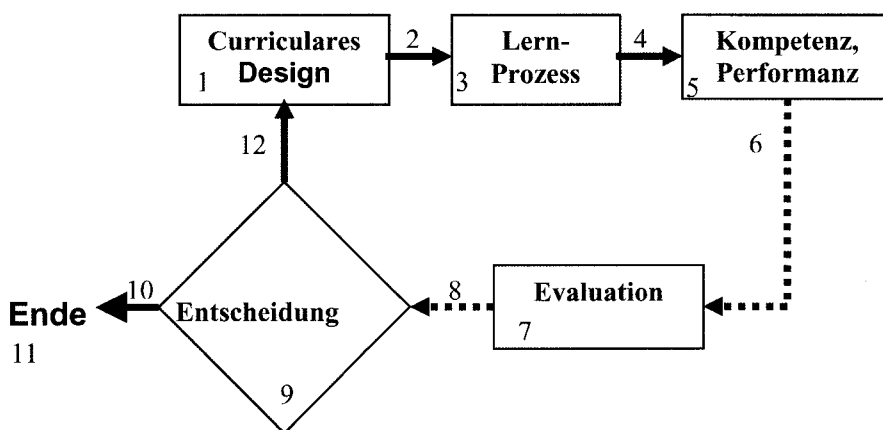 Curriculares
Design
1
2
Lern-
Prozess
3
4
Kompetenz,
Performanz
5
6
Evaluation
7
8
Entscheidung
9
10
Ende
11
12